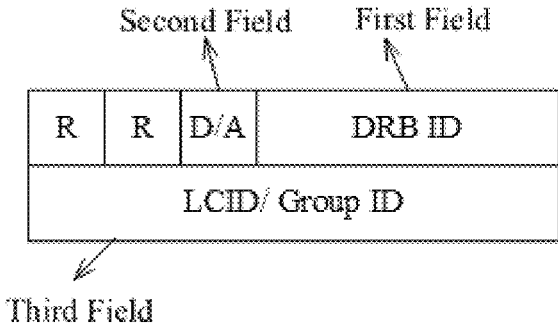 Second Field First Field
R R D/A DRB ID
LCID/ Group ID
Third Field